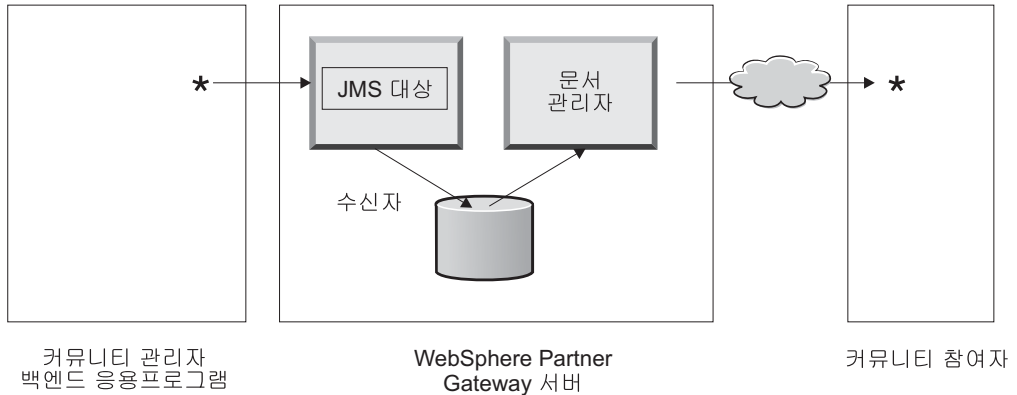 *
JMS 대상
문서
관리자
*
수신자
커뮤니티 관리자
백엔드 응용프로그램
WebSphere Partner
Gateway 서버
커뮤니티 참여자